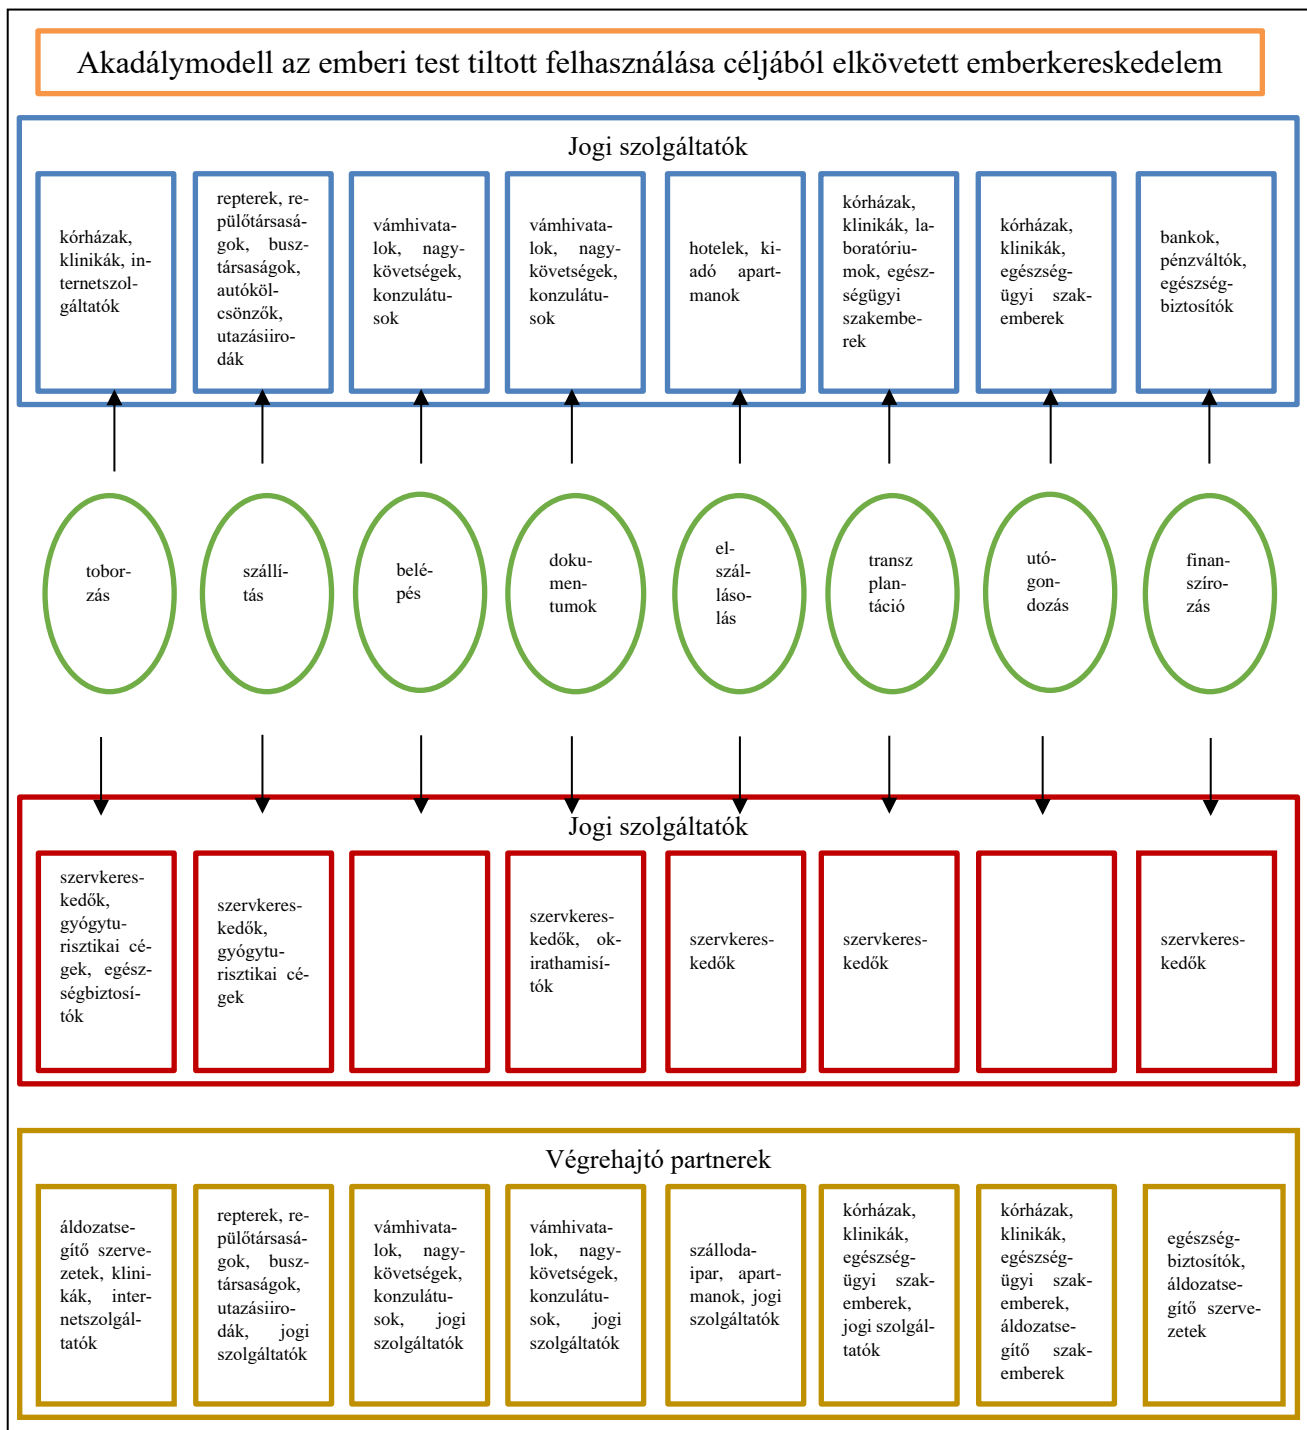 Akadálymodell az emberi test tiltott felhasználása céljából elkövetett emberkereskedelem
Jogi szolgáltatók
kórházak,
klinikák, in-
ternetszol-
gáltatók
repterek, re-
pülőtársasá-
gok, busz-
társaságok,
autóköl-
csönzők,
utazásiiro-
dák
vámhivata-
lok, nagy-
követségek,
konzulátu-
sok
vámhivata-
lok, nagy-
követségek,
konzulátu-
sok
hotelek, ki-
adó apart-
manok
kórházak,
klinikák, la-
boratóriu-
mok, egész-
ségügyi
szakembe-
rek
kórházak,
klinikák,
egészség-
ügyi szak-
emberek
bankok,
pénzváltók,
egészség-
biztosítók
tobor-
zás
szállí-
tás
belé-
pés
doku-
men-
tumok
el-
szál-
lásolo-
lás
transz
plan-
táció
utó-
gon-
dozás
finan-
széro-
zás
Jogi szolgáltatók
szervkeres-
kedők,
gyógytu-
risztikai cé-
gek, egész-
ségbiztosí-
tók
szervkeres-
kedők,
gyógytu-
risztikai cé-
gek
szervkeres-
kedők, ok-
irathamisí-
tók
szervkeres-
kedők
szervkeres-
kedők
szervkeres-
kedők
Végrehajtó partnerek
áldozatse-
gítő szerve-
zetek, klini-
kák, inter-
netszolgál-
tatók
repterek, re-
pülőtársasá-
gok, busz-
társaságok,
utazásiiro-
dák, jogi
szolgáltatók
vámhivata-
lok, nagy-
követségek,
konzulátu-
sok, jogi
szolgáltatók
vámhivata-
lok, nagy-
követségek,
konzulátu-
sok, jogi
szolgáltatók
szálloda-
ipar, apart-
manok, jogi
szolgáltatók
kórházak,
klinikák,
egészség-
ügyi szak-
emberek,
jogi szolgál-
tatók
kórházak,
klinikák,
egészség-
ügyi szak-
emberek,
áldozatse-
gítő szak-
emberek
egészség-
biztosítók,
áldozatse-
gítő szerve-
zetek